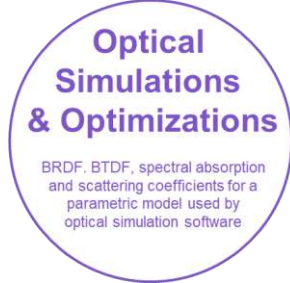 Optical
Simulations
& Optimizations
BRDF. BTDF, spectral absorption
and scattering coefficients for a
parametric model used by
optical simulation software